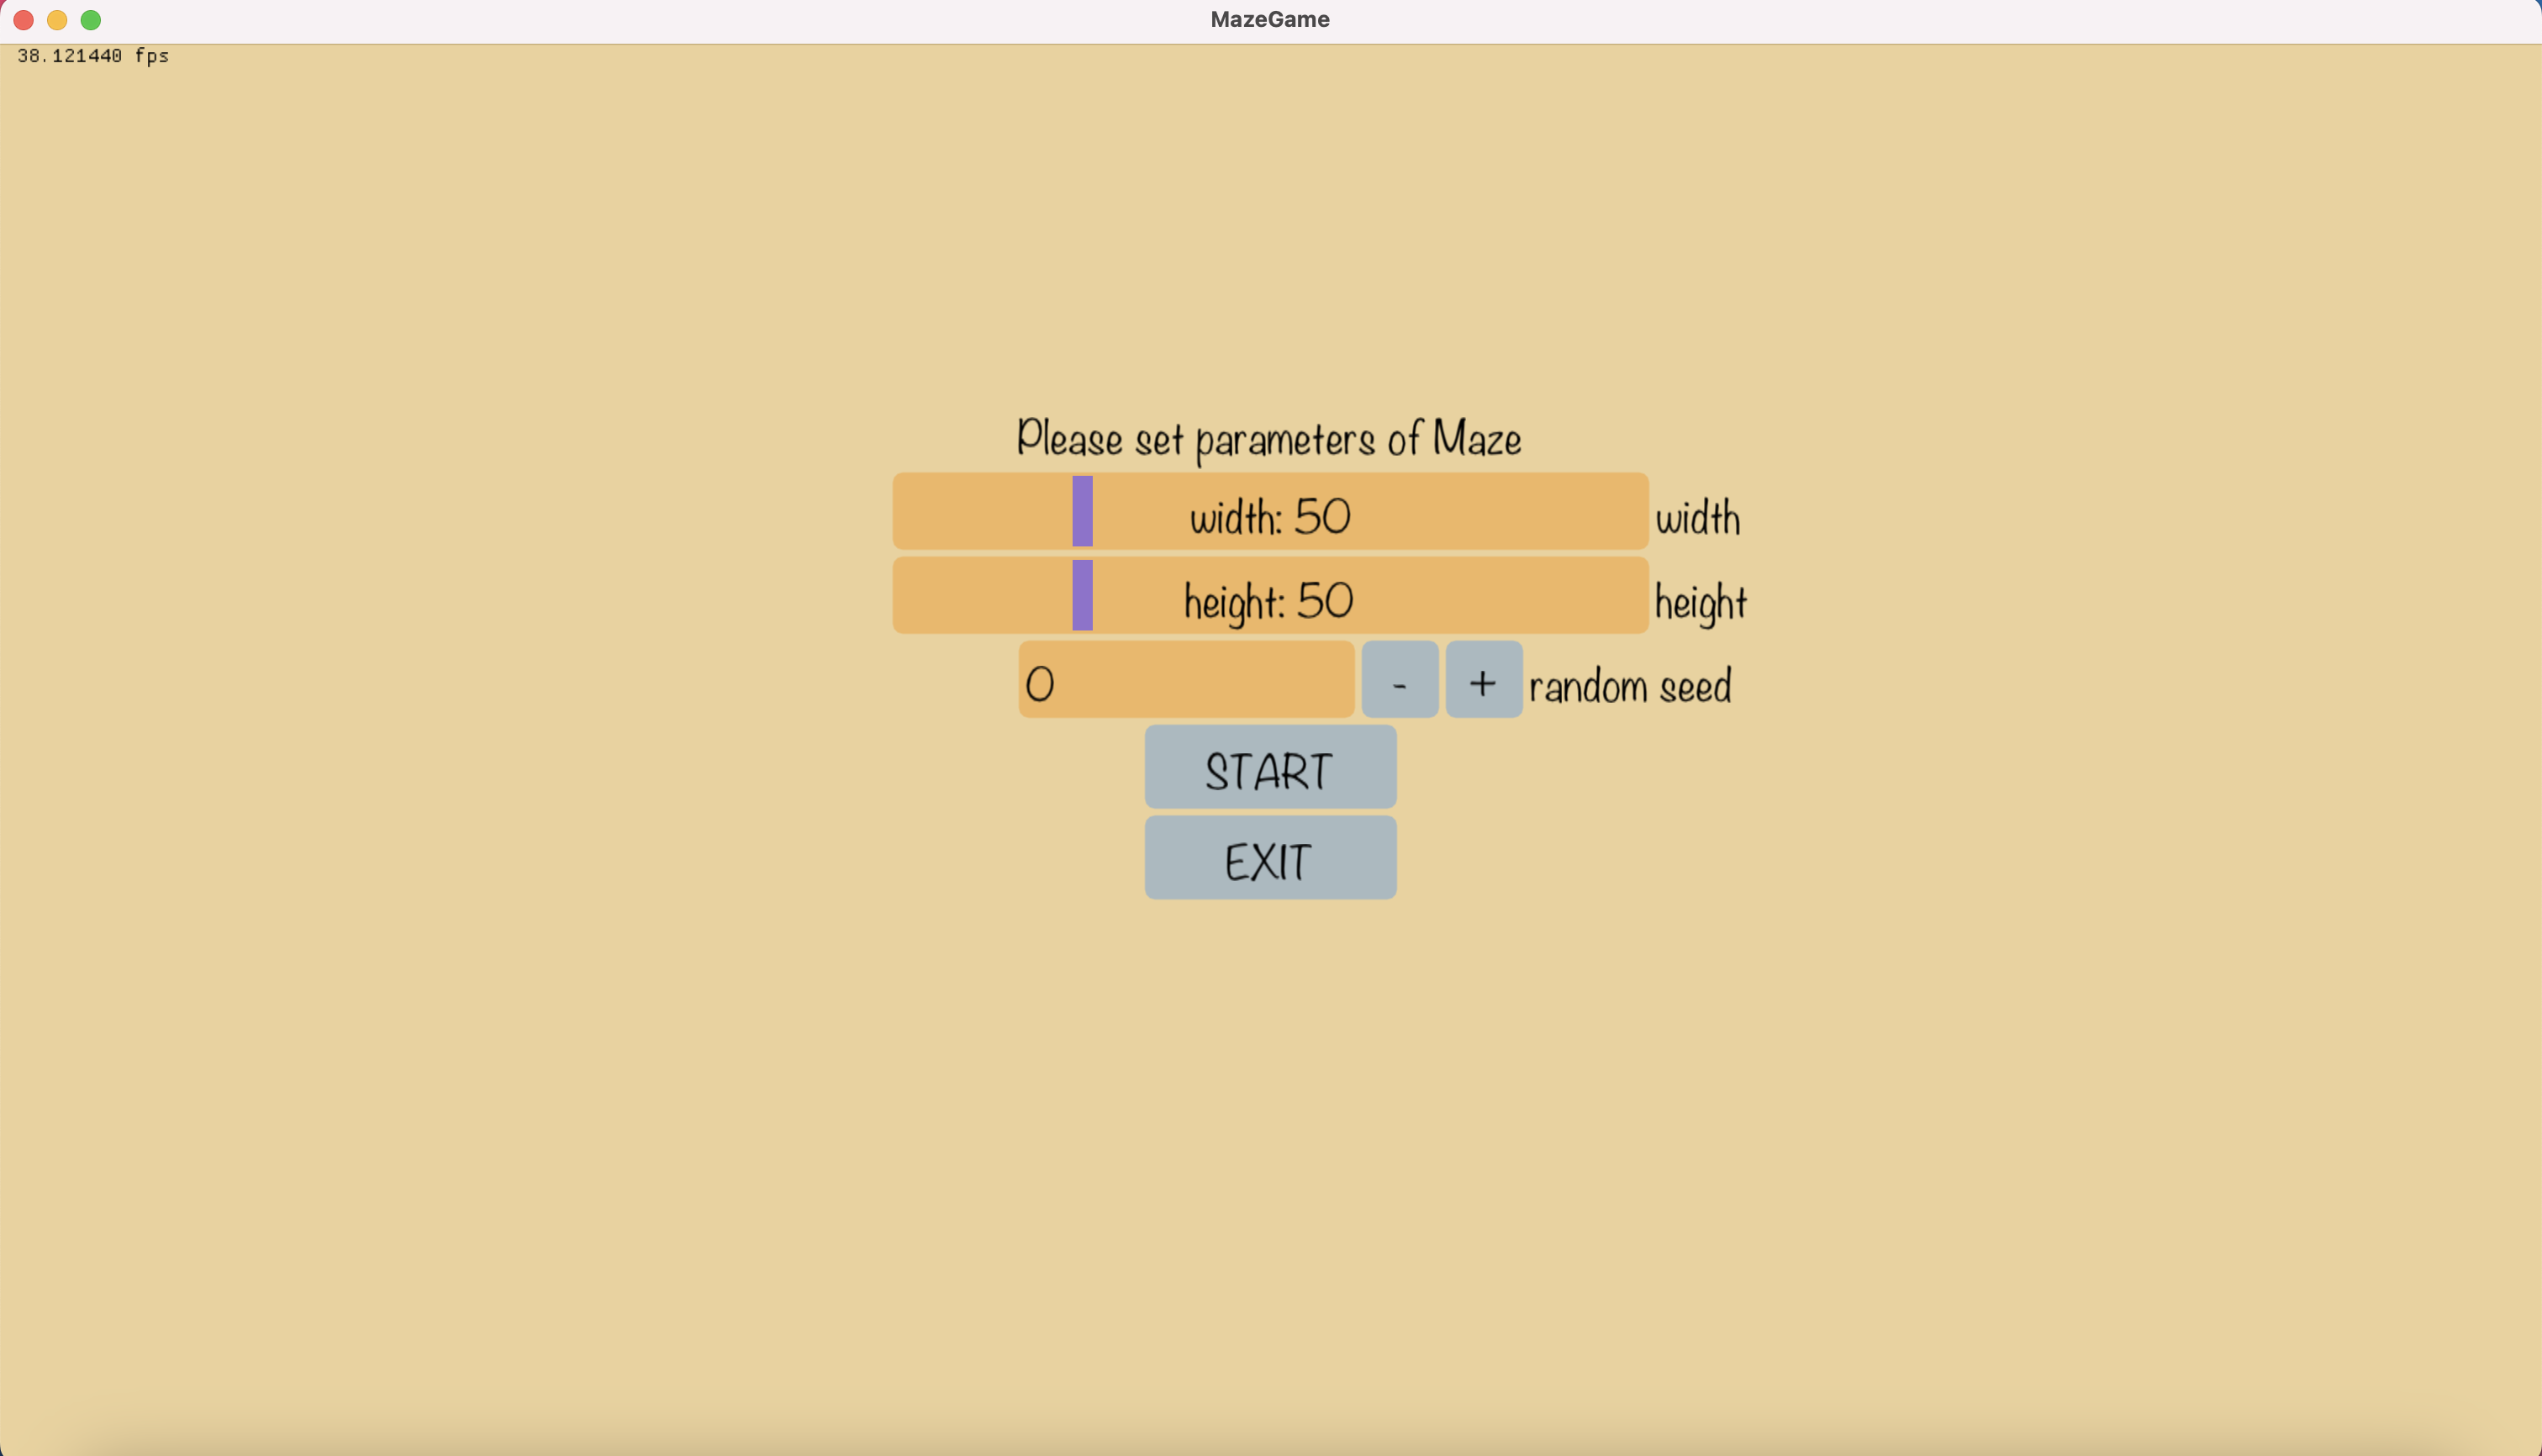 MazeGame
38.121440 fps
Please set parameters of Maze
width: 50 width
height: 50 height
0 - + random seed
START
EXIT